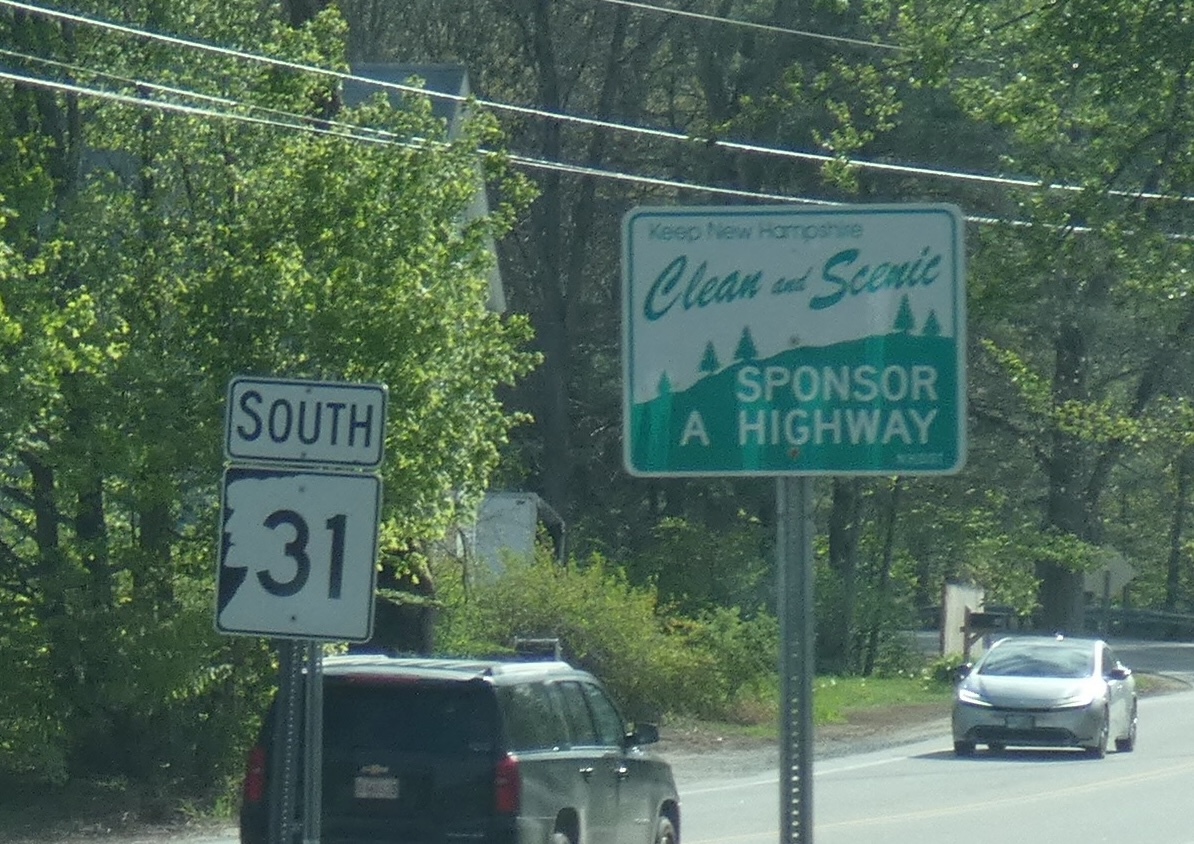 SOUTH
31
Keep New Hampshire
Clean and Scenic
SPONSOR
A HIGHWAY